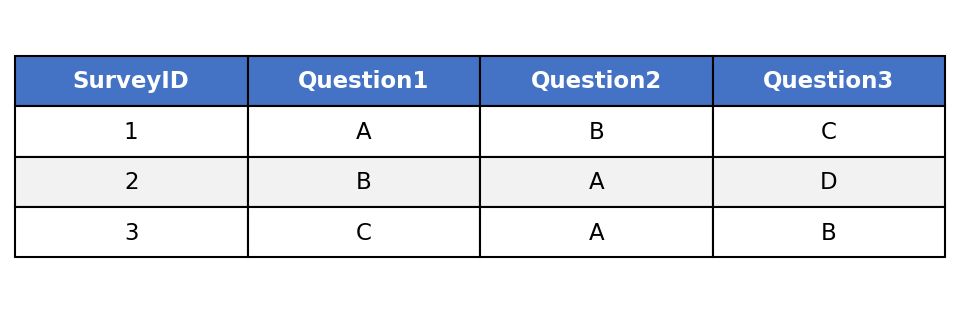 SurveyID Question1 Question2 Question3
1 A B C
2 B A D
3 C A B